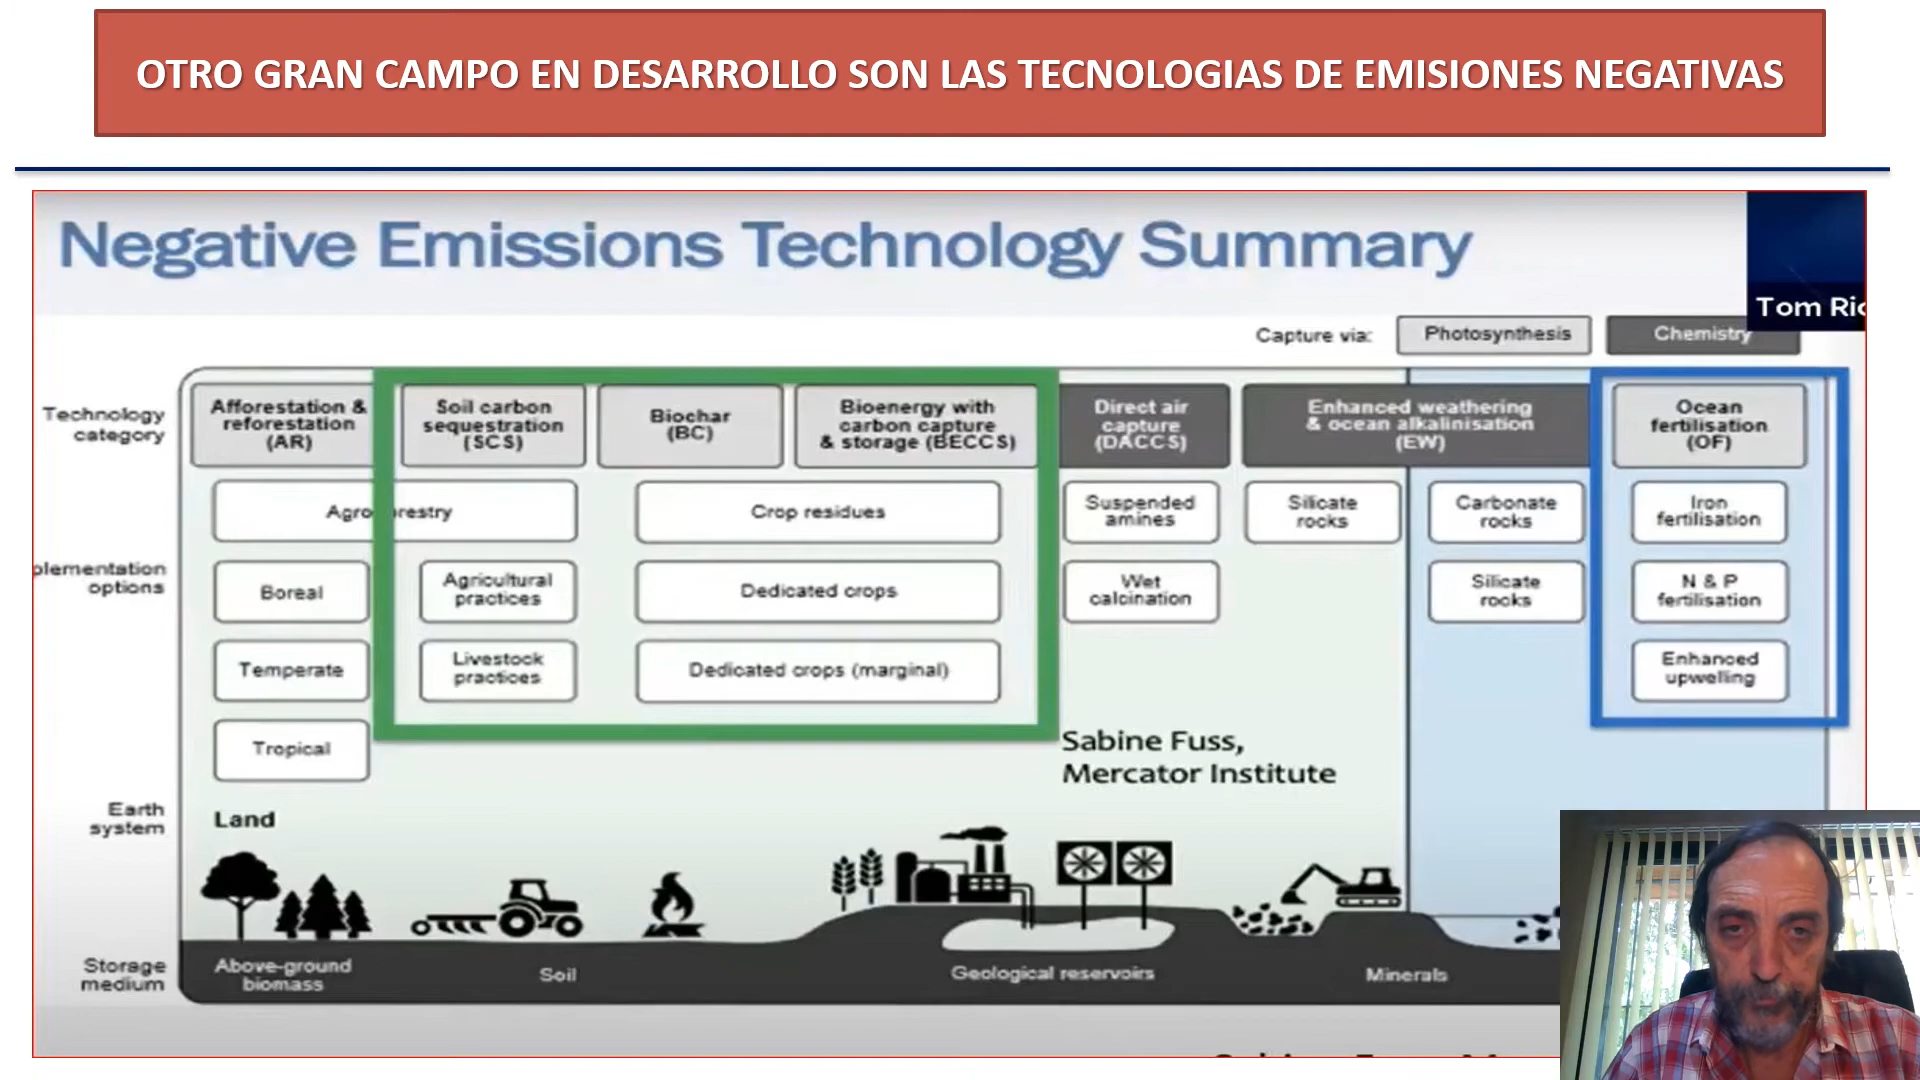 OTRO GRAN CAMPO EN DESARROLLO SON LAS TECNOLOGIAS DE EMISIONES NEGATIVAS
Negative Emissions Technology Summary
Tom Ric
Capture via:
Photosynthesis
Chemistry
Technology
category
Afforestation &
reforestation
(AR)
Soil carbon
sequestration
(SCS)
Biochar
(BC)
Bioenergy with
carbon capture
& storage (BECCS)
Direct air
capture
(DACCS)
Enhanced weathering
& ocean alkalinisation
(EW)
Ocean
fertilisation
(OF)
plementation
options
Agro restry
Crop residues
Suspended
amines
Silicate
rocks
Carbonate
rocks
Iron
fertilisation
Boreal
Agricultural
practices
Dedicated crops
Wet
calcination
Silicate
rocks
N & P
fertilisation
Temperate
Livestock
practices
Dedicated crops (marginal)
Enhanced
upwelling
Tropical
Sabine Fuss,
Mercator Institute
Earth
system
Land
Storage
medium
Above-ground
biomass
Soil
Geological reservoirs
Minerals